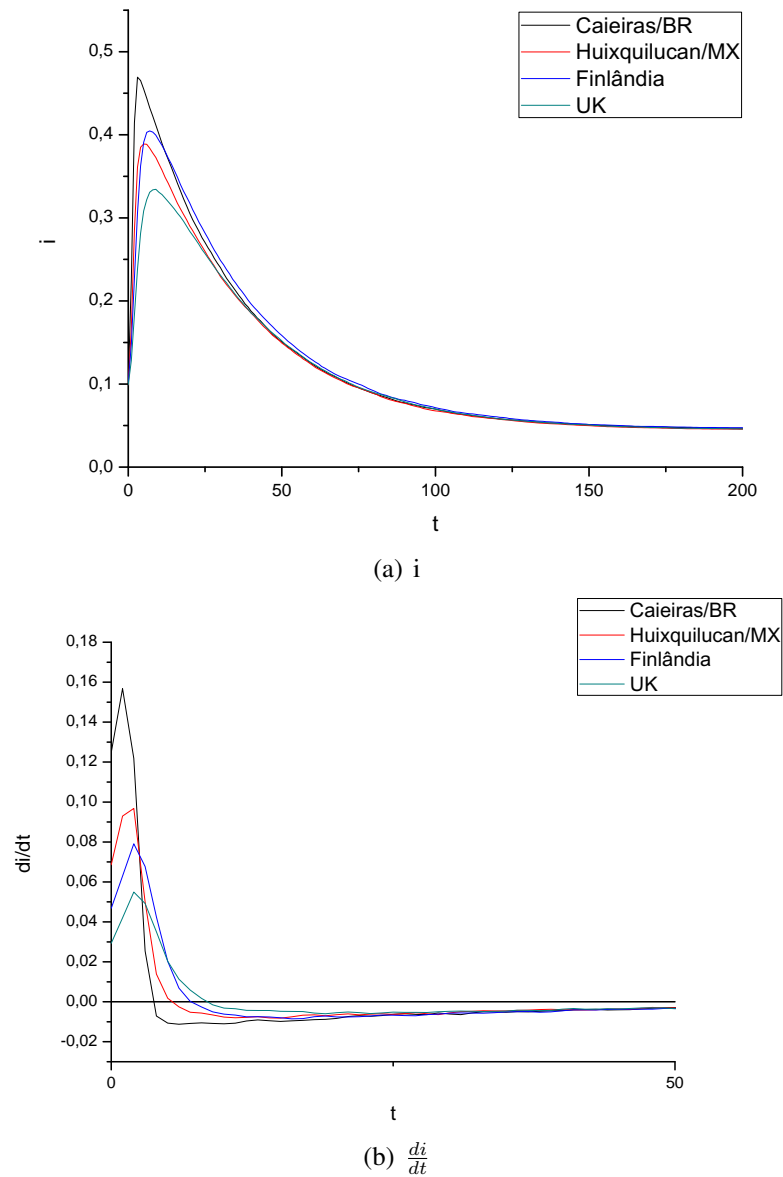 Caieiras/BR
Huixquilucan/MX
Finlândia
UK
0,5
0,4
0,3
0,2
0,1
0,0
i
0
50
100
150
200
t
(a) i
Caieiras/BR
Huixquilucan/MX
Finlândia
UK
0,18
0,16
0,14
0,12
0,10
0,08
0,06
0,04
0,02
0,00
-0,02
di/dt
0
50
t
(b) di/dt